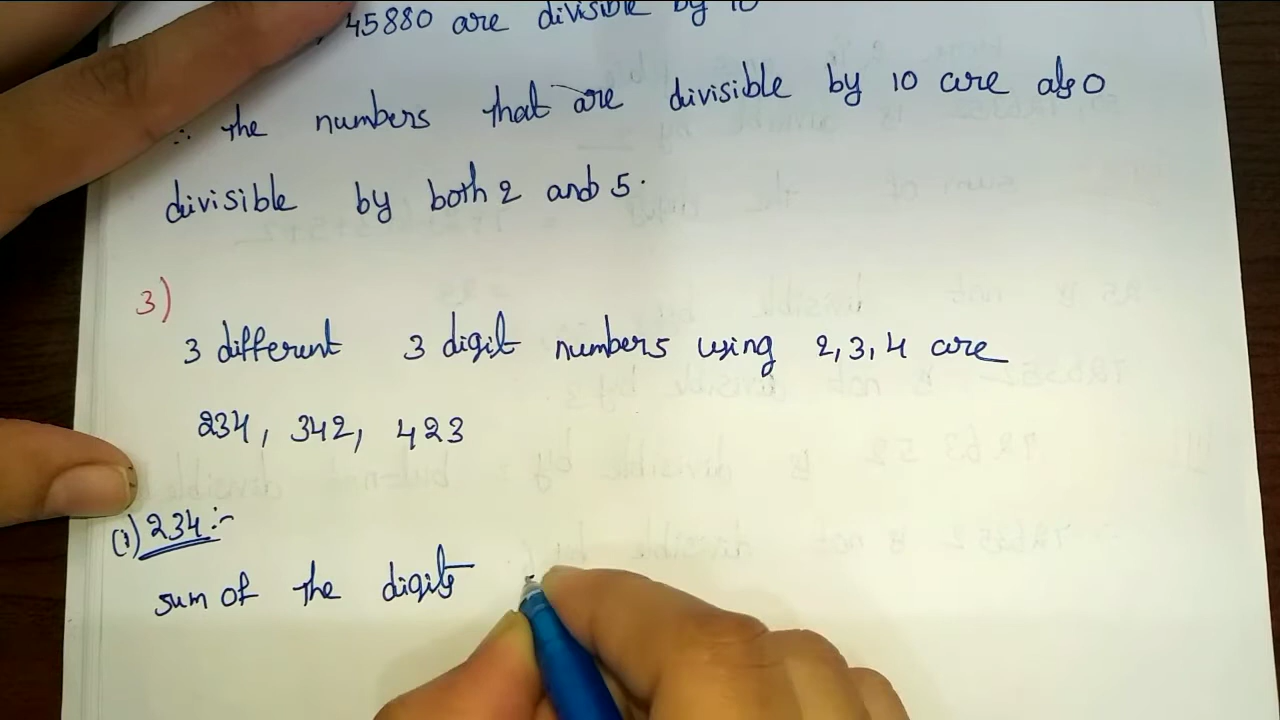 45880 are divisible by 10
∴ the numbers that are divisible by 10 are also
divisible by both 2 and 5.
3)
3 different 3 digit numbers using 2, 3, 4 are
234, 342, 423
(i) 234 :-
sum of the digits